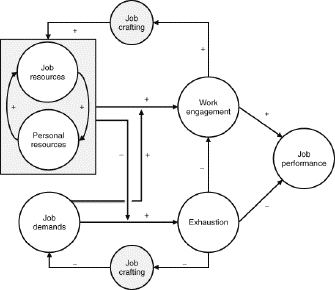 Job
crafting
+
+
Job
resources
+
+
Personal
resources
+
+
Work
engagement
+
–
+
–
Job
performance
Job
demands
+
Exhaustion
–
–
Job
crafting
–